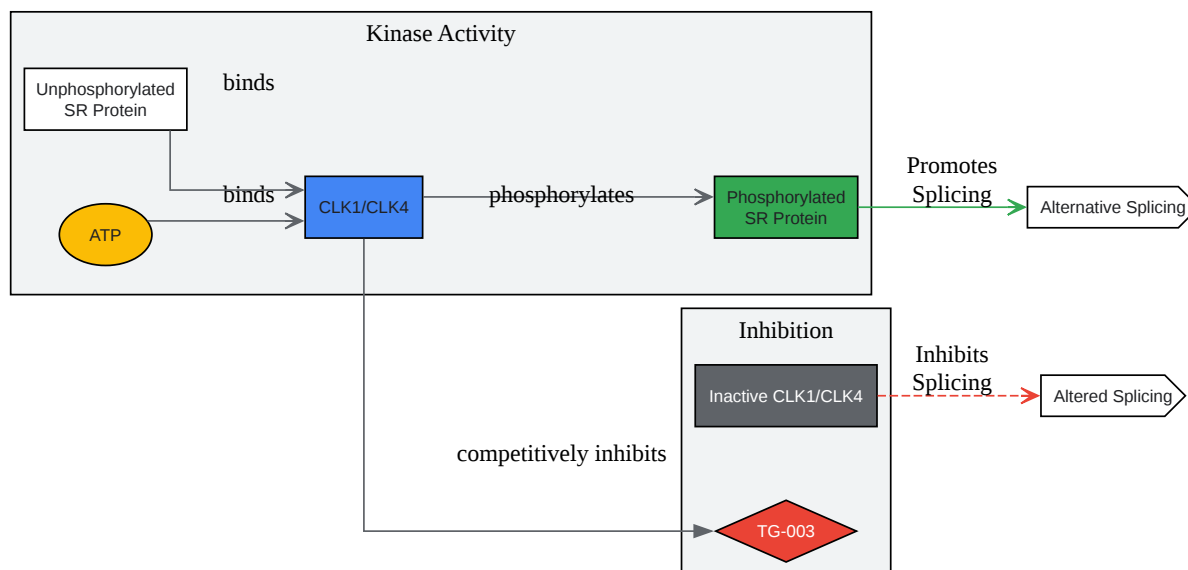 Kinase Activity
Unphosphorylated
SR Protein
binds
binds
ATP
CLK1/CLK4
phosphorylates
Phosphorylated
SR Protein
Promotes
Splicing
Alternative Splicing
Inhibition
Inactive CLK1/CLK4
Inhibits
Splicing
Altered Splicing
competitively inhibits
TG-003